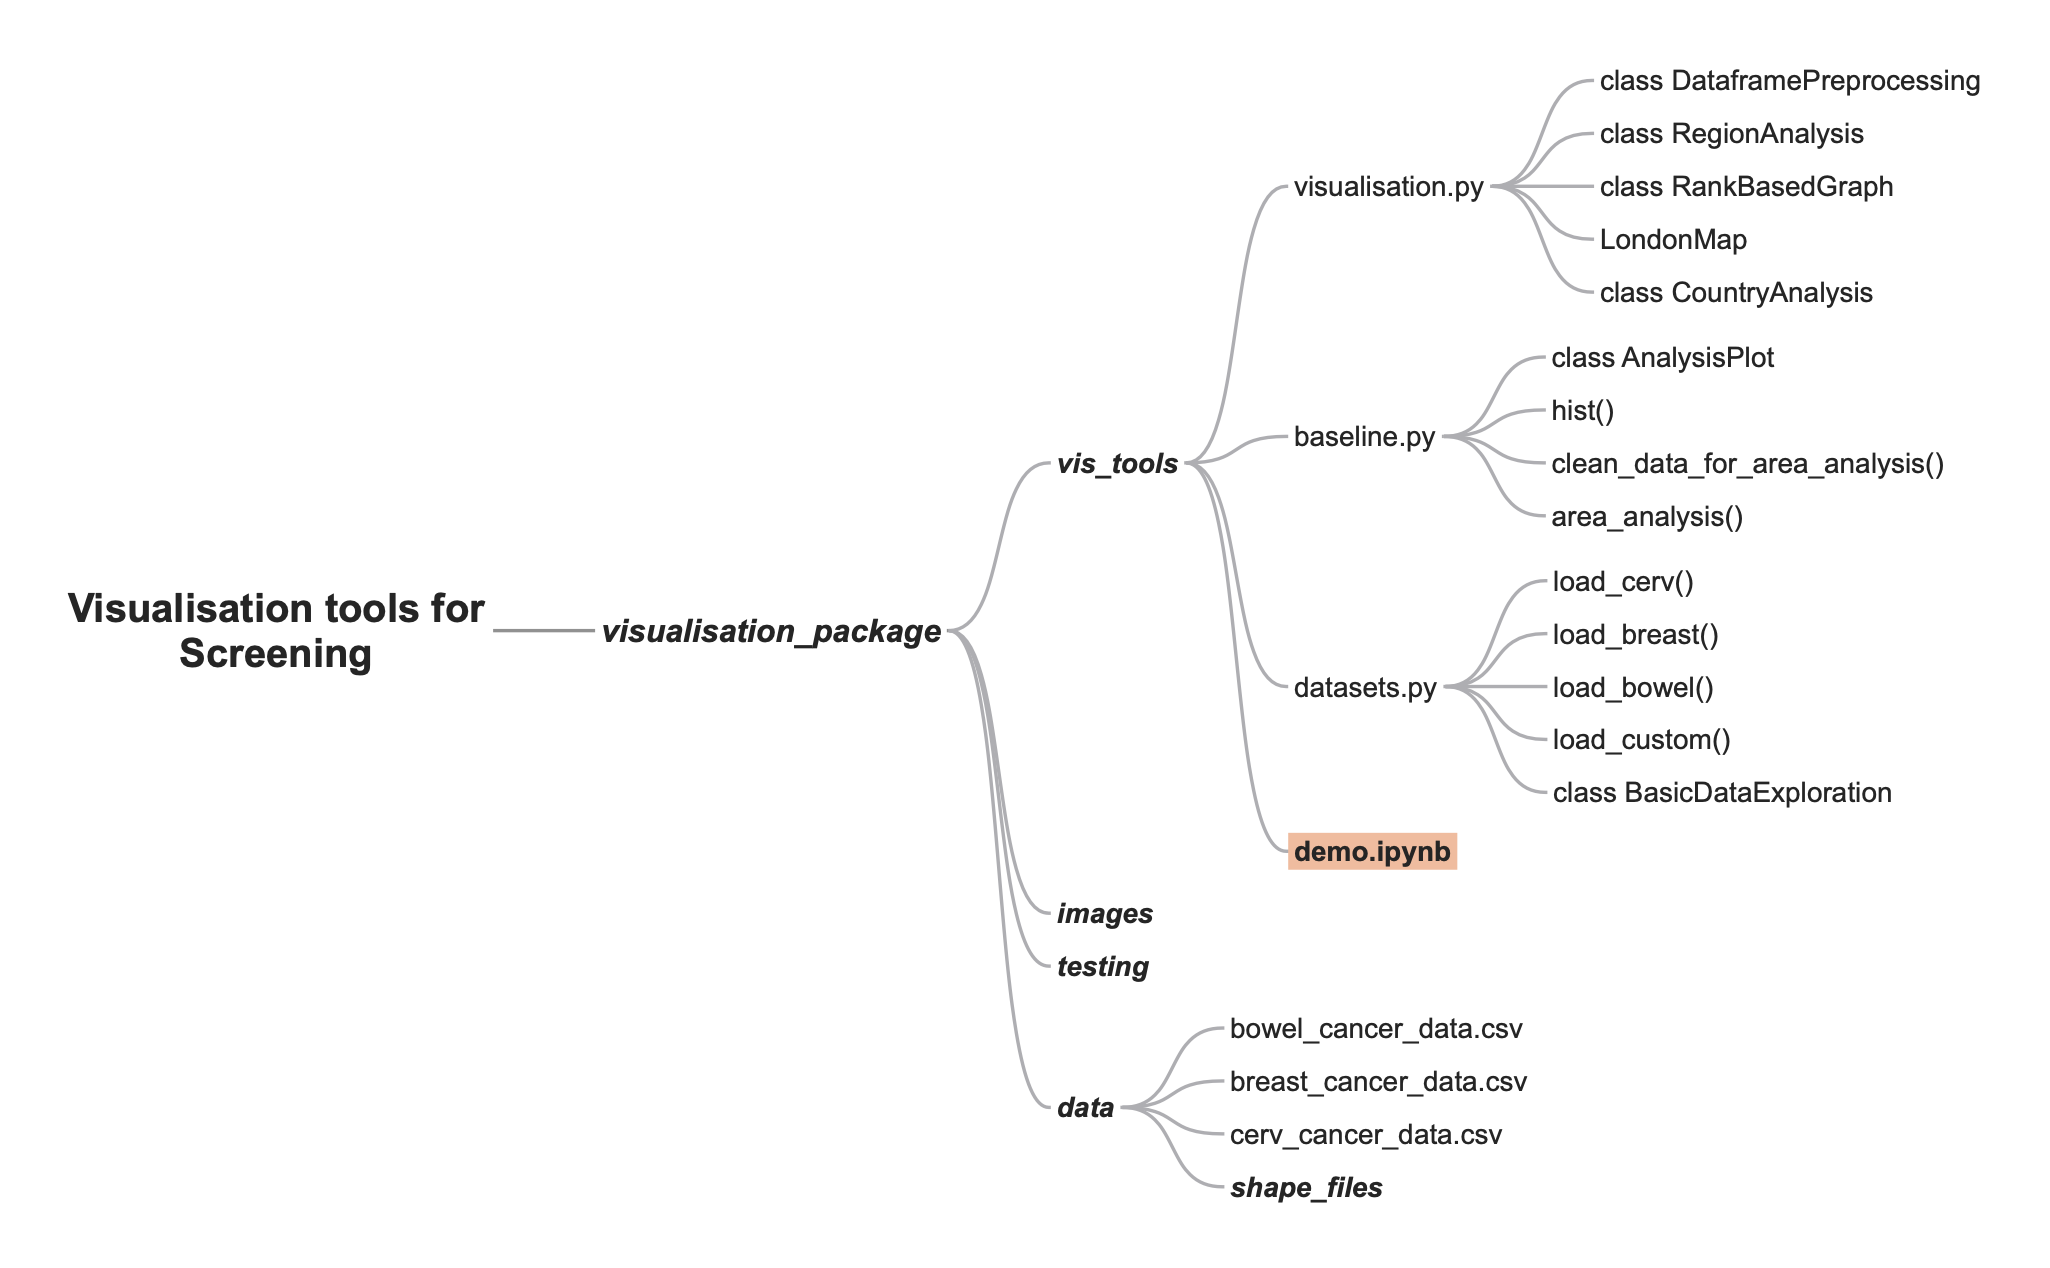 Visualisation tools for
Screening
visualisation_package
vis_tools
visualisation.py
class DataframePreprocessing
class RegionAnalysis
class RankBasedGraph
LondonMap
class CountryAnalysis
baseline.py
class AnalysisPlot
hist()
clean_data_for_area_analysis()
area_analysis()
datasets.py
load_cerv()
load_breast()
load_bowel()
load_custom()
class BasicDataExploration
demo.ipynb
images
testing
data
bowel_cancer_data.csv
breast_cancer_data.csv
cerv_cancer_data.csv
shape_files